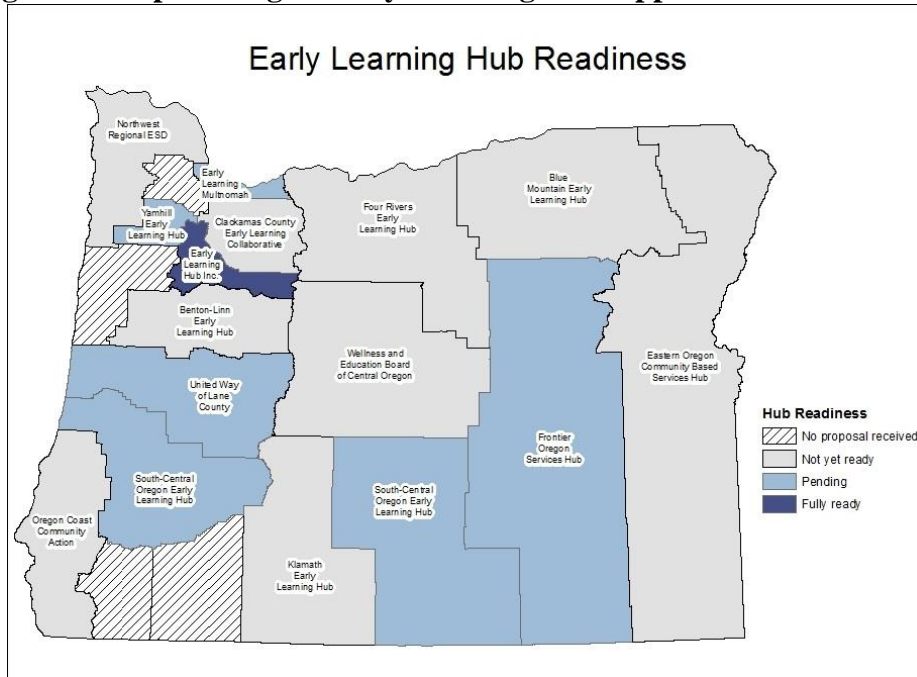 Early Learning Hub Readiness
Northwest
Regional ESD
Early
Learning
Multnomah
Blue
Mountain Early
Learning Hub
Four Rivers
Early
Learning Hub
Yamhill
Early
Learning Hub
Clackamas County
Early Learning
Collaborative
Early
Learning
Hub Inc.
Benton-Linn
Early
Learning Hub
Wellness and
Education Board
of Central Oregon
Eastern Oregon
Community Based
Services Hub
United Way
of Lane
County
Hub Readiness
No proposal received
Not yet ready
Pending
Fully ready
Frontier
Oregon
Services Hub
South-Central
Oregon Early
Learning Hub
South-Central
Oregon Early
Learning Hub
Oregon Coast
Community
Action
Klamath
Early
Learning Hub